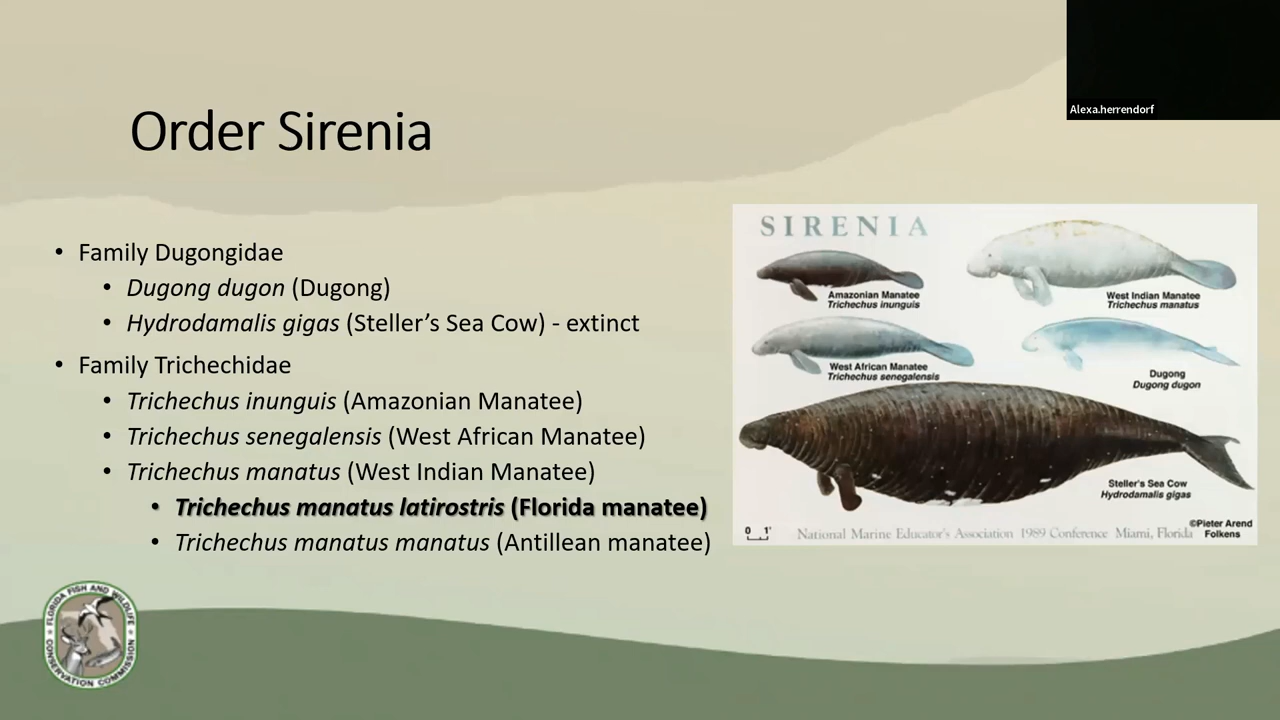 Alexa.herrendorf
Order Sirenia
• Family Dugongidae
• Dugong dugon (Dugong)
• Hydrodamalis gigas (Steller’s Sea Cow) - extinct
• Family Trichechidae
• Trichechus inunguis (Amazonian Manatee)
• Trichechus senegalensis (West African Manatee)
• Trichechus manatus (West Indian Manatee)
• Trichechus manatus latirostris (Florida manatee)
• Trichechus manatus manatus (Antillean manatee)
SIRENIA
Amazonian Manatee
Trichechus inunguis
West Indian Manatee
Trichechus manatus
West African Manatee
Trichechus senegalensis
Dugong
Dugong dugon
Steller's Sea Cow
Hydrodamalis gigas
0 1'
National Marine Educator's Association 1989 Conference Miami, Florida
©Pieter Arend
Folkens
FLORIDA FISH AND WILDLIFE
CONSERVATION COMMISSION